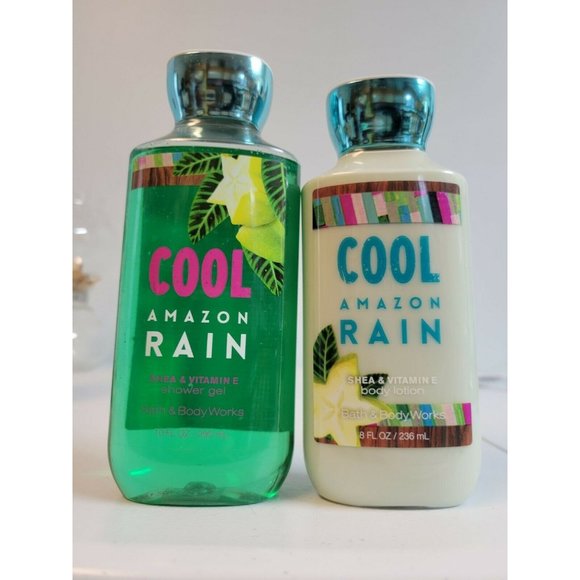 COOL
AMAZON
RAIN
SHEA & VITAMIN E
shower gel
Bath & Body Works
COOL
AMAZON
RAIN
SHEA & VITAMIN E
body lotion
Bath & Body Works
8 FL OZ / 236 mL